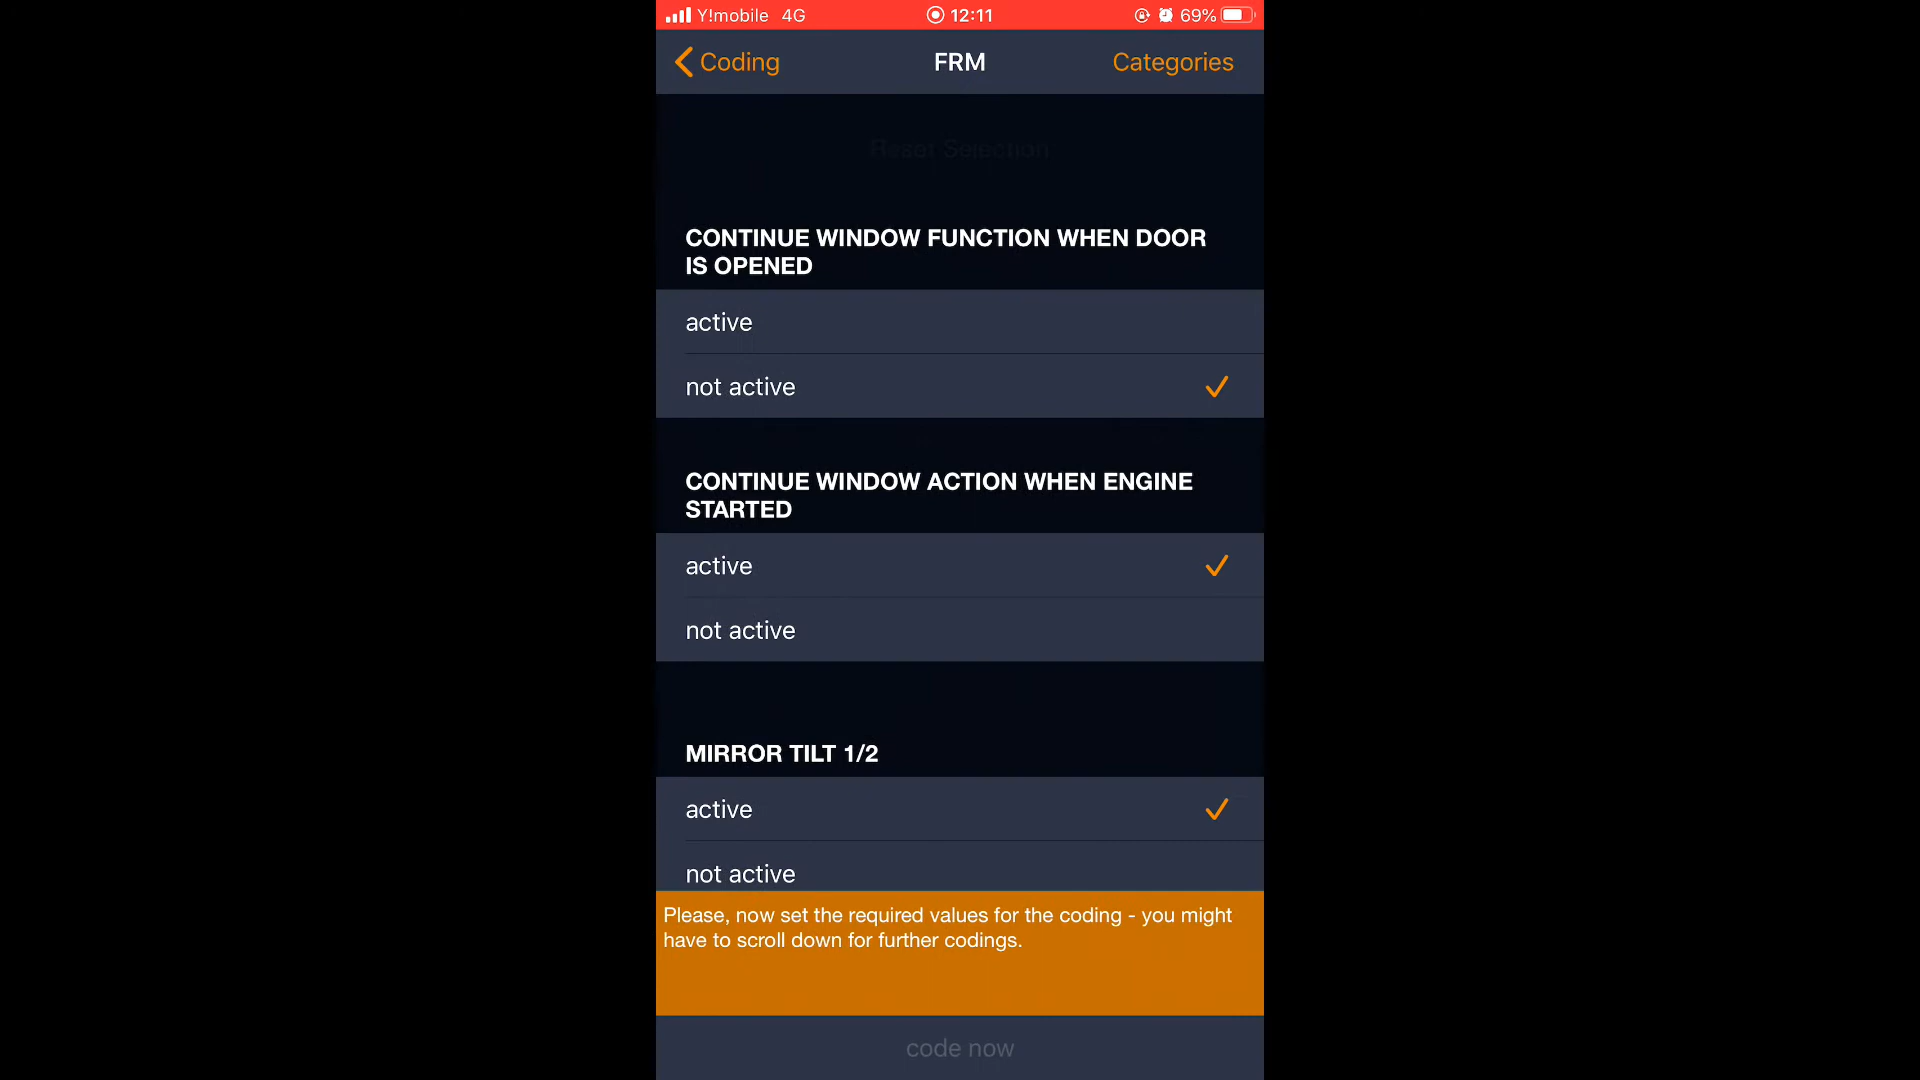 Y!mobile 4G 12:11 69%
Coding FRM Categories
Reset Selection
CONTINUE WINDOW FUNCTION WHEN DOOR
IS OPENED
active
not active
CONTINUE WINDOW ACTION WHEN ENGINE
STARTED
active
not active
MIRROR TILT 1/2
active
not active
Please, now set the required values for the coding - you might
have to scroll down for further codings.
code now